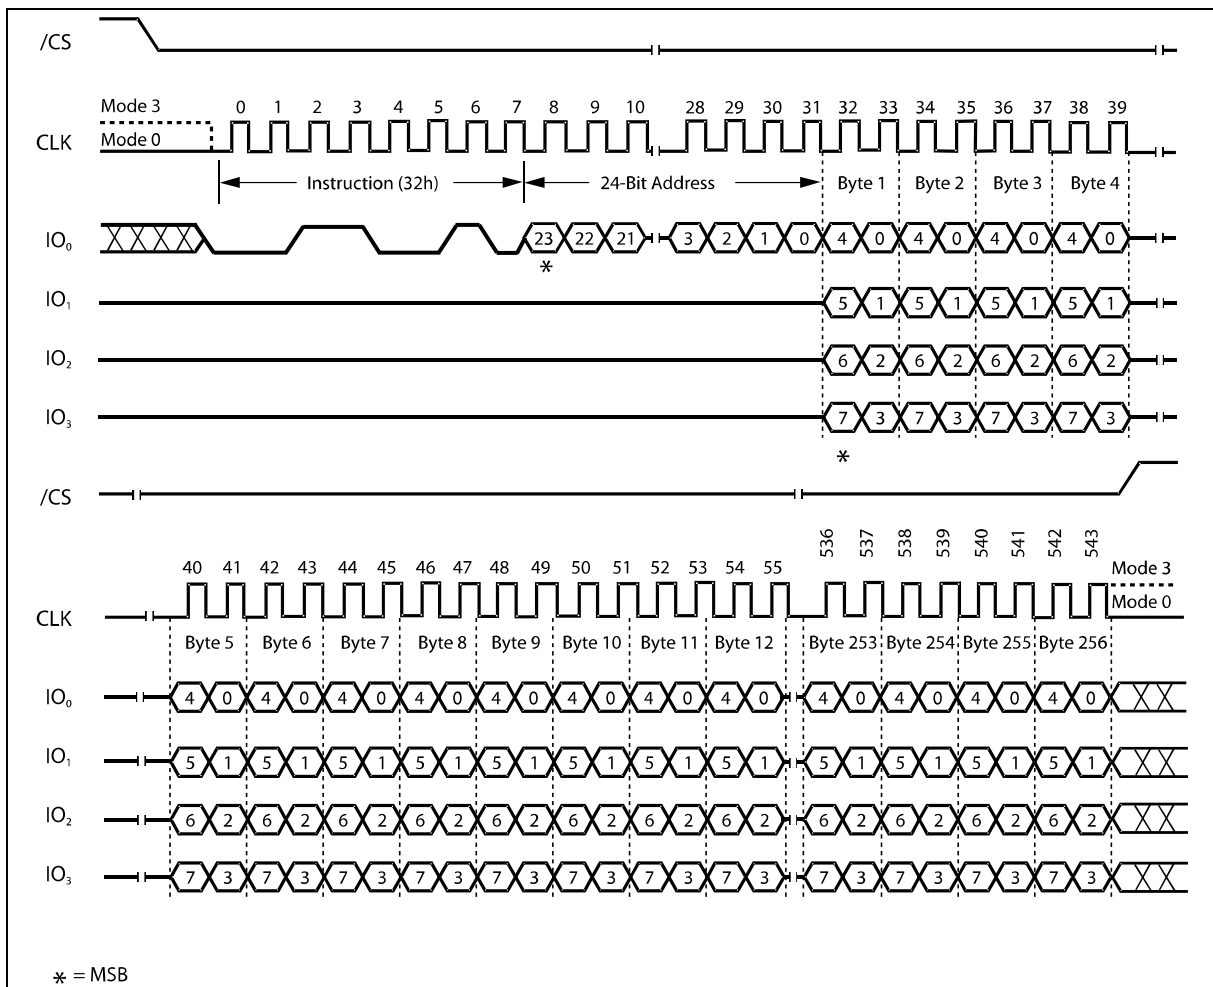 /CS
Mode 3
0 1 2 3 4 5 6 7 8 9 10 28 29 30 31 32 33 34 35 36 37 38 39
CLK
Mode 0
Instruction (32h) 24-Bit Address Byte 1 Byte 2 Byte 3 Byte 4
IO₀ 23 22 21 3 2 1 0 4 0 4 0 4 0 4 0
*
IO₁ 5 1 5 1 5 1 5 1
IO₂ 6 2 6 2 6 2 6 2
IO₃ 7 3 7 3 7 3 7 3
*
/CS
536 537 538 539 540 541 542 543
40 41 42 43 44 45 46 47 48 49 50 51 52 53 54 55
Mode 3
CLK
Mode 0
Byte 5 Byte 6 Byte 7 Byte 8 Byte 9 Byte 10 Byte 11 Byte 12 Byte 253 Byte 254 Byte 255 Byte 256
IO₀ 4 0 4 0 4 0 4 0 4 0 4 0 4 0 4 0 4 0 4 0 4 0 4 0
IO₁ 5 1 5 1 5 1 5 1 5 1 5 1 5 1 5 1 5 1 5 1 5 1 5 1
IO₂ 6 2 6 2 6 2 6 2 6 2 6 2 6 2 6 2 6 2 6 2 6 2 6 2
IO₃ 7 3 7 3 7 3 7 3 7 3 7 3 7 3 7 3 7 3 7 3 7 3 7 3
* = MSB